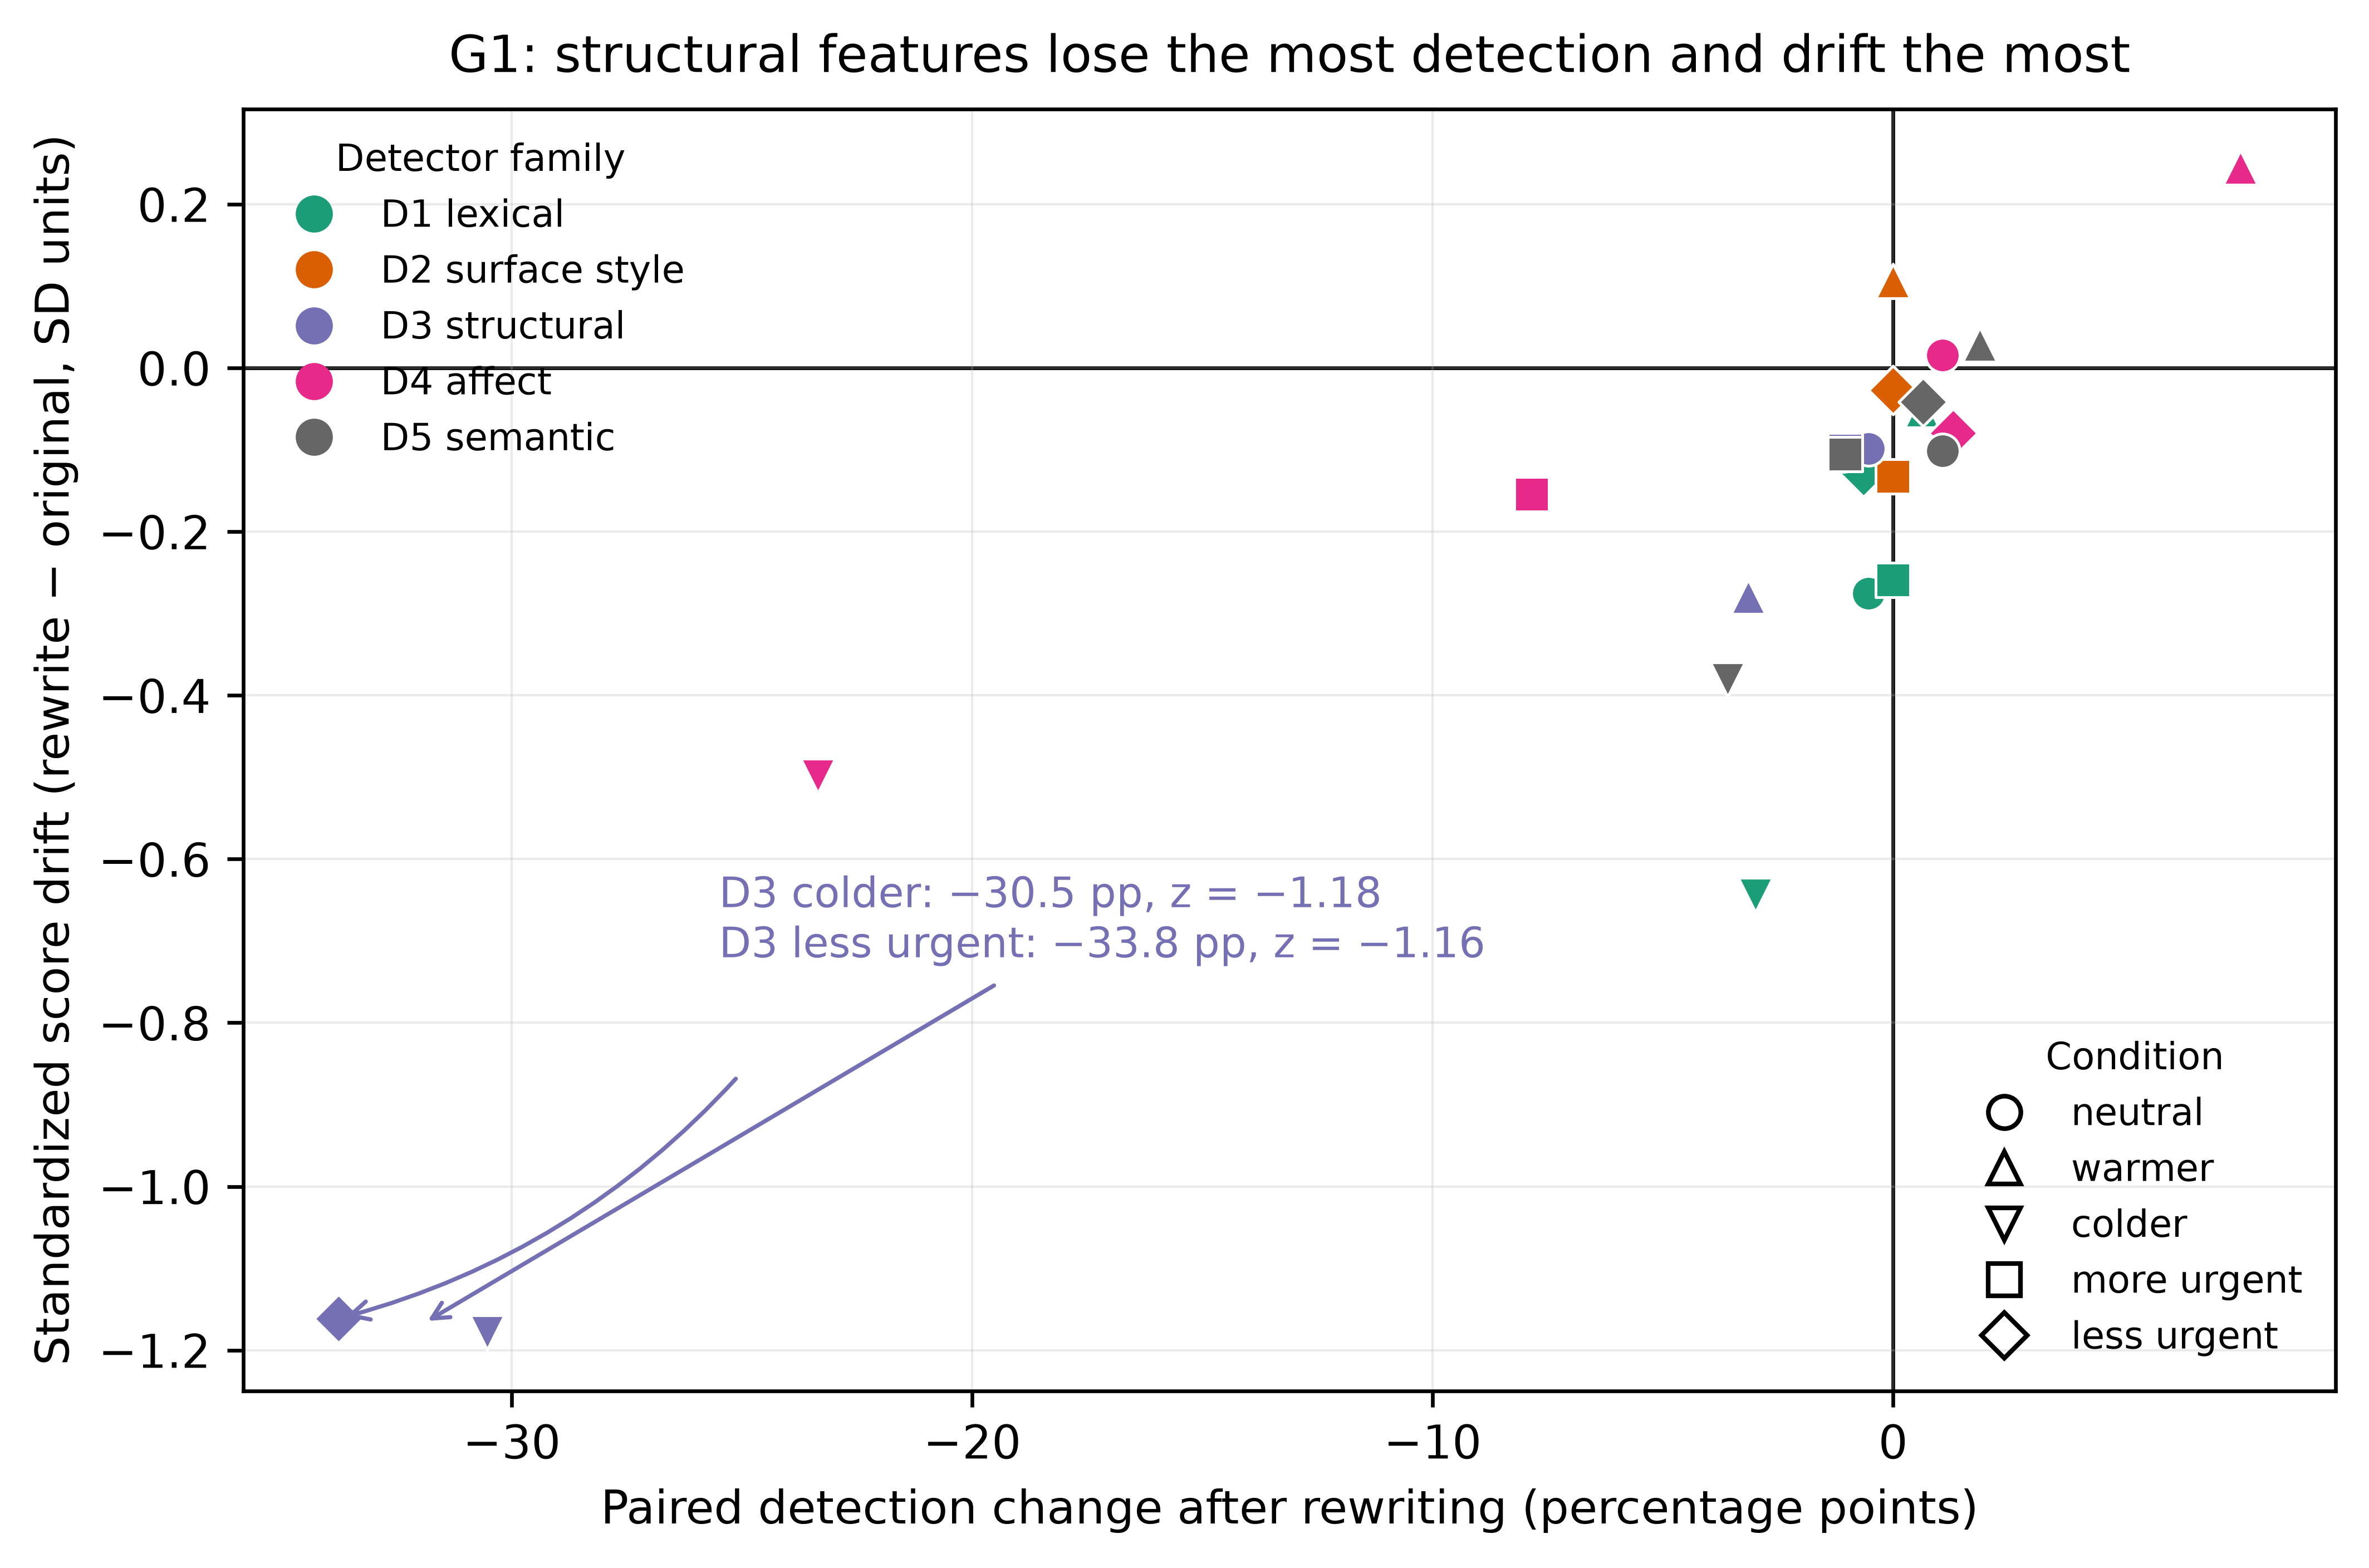 G1: structural features lose the most detection and drift the most
Standardized score drift (rewrite − original, SD units)
0.2
0.0
−0.2
−0.4
−0.6
−0.8
−1.0
−1.2
Detector family
D1 lexical
D2 surface style
D3 structural
D4 affect
D5 semantic
D3 colder: −30.5 pp, z = −1.18
D3 less urgent: −33.8 pp, z = −1.16
Condition
neutral
warmer
colder
more urgent
less urgent
−30
−20
−10
0
Paired detection change after rewriting (percentage points)